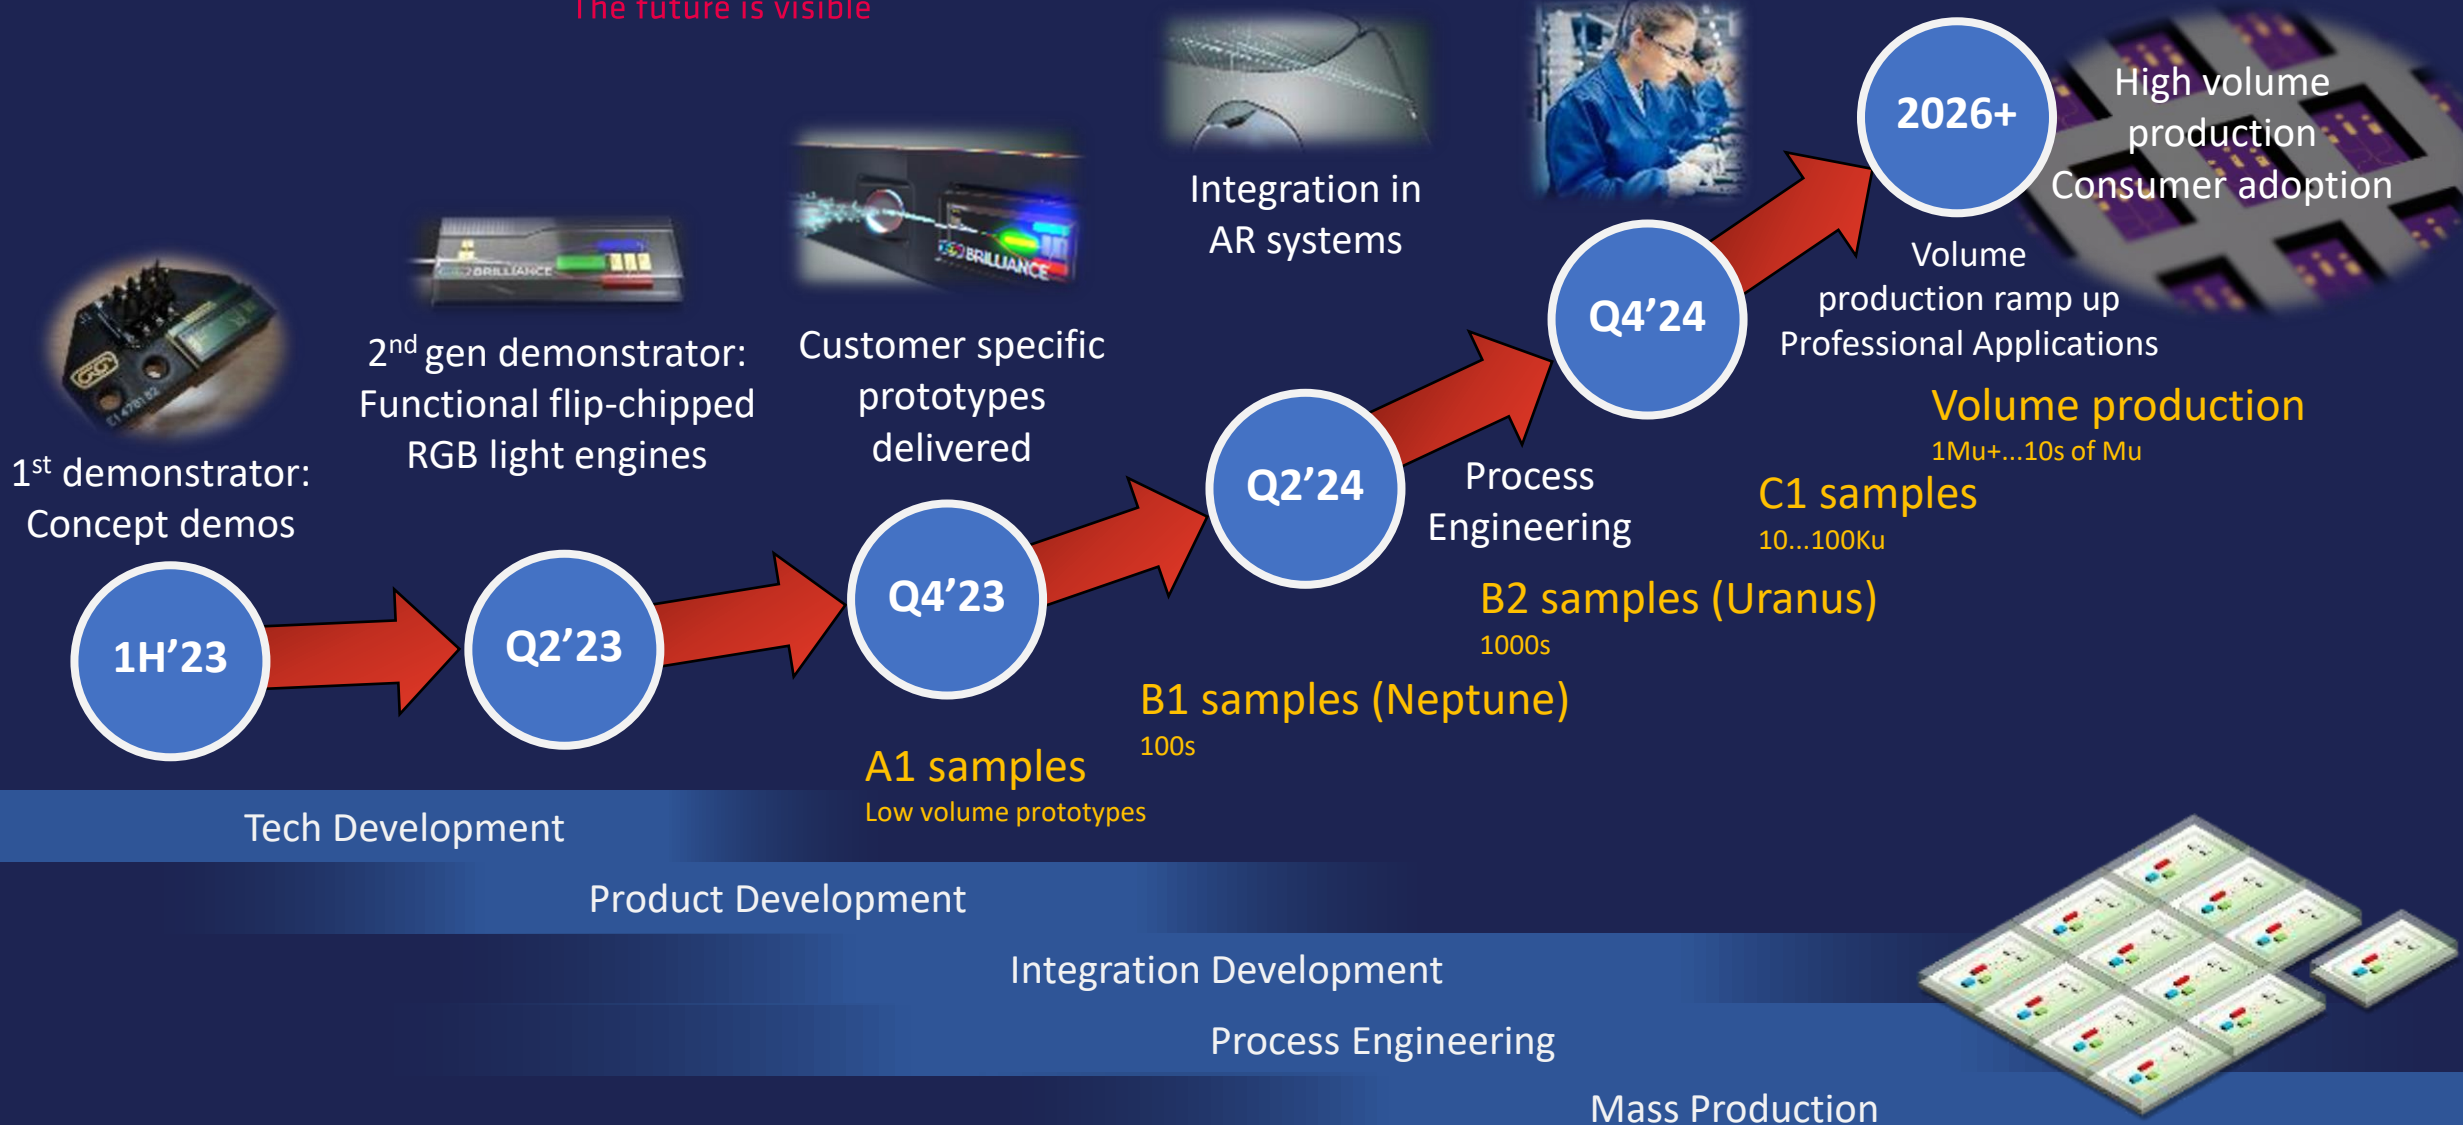 The future is visible
1st demonstrator:
Concept demos
1H'23
2nd gen demonstrator:
Functional flip-chipped
RGB light engines
BRILLIANCE
Q2'23
Customer specific
prototypes
delivered
BRILLIANCE
Q4'23
Integration in
AR systems
Q2'24
Process
Engineering
Q4'24
Volume
production ramp up
Professional Applications
2026+
High volume
production
Consumer adoption
A1 samples
Low volume prototypes
B1 samples (Neptune)
100s
B2 samples (Uranus)
1000s
C1 samples
10...100Ku
Volume production
1Mu+...10s of Mu
Tech Development
Product Development
Integration Development
Process Engineering
Mass Production